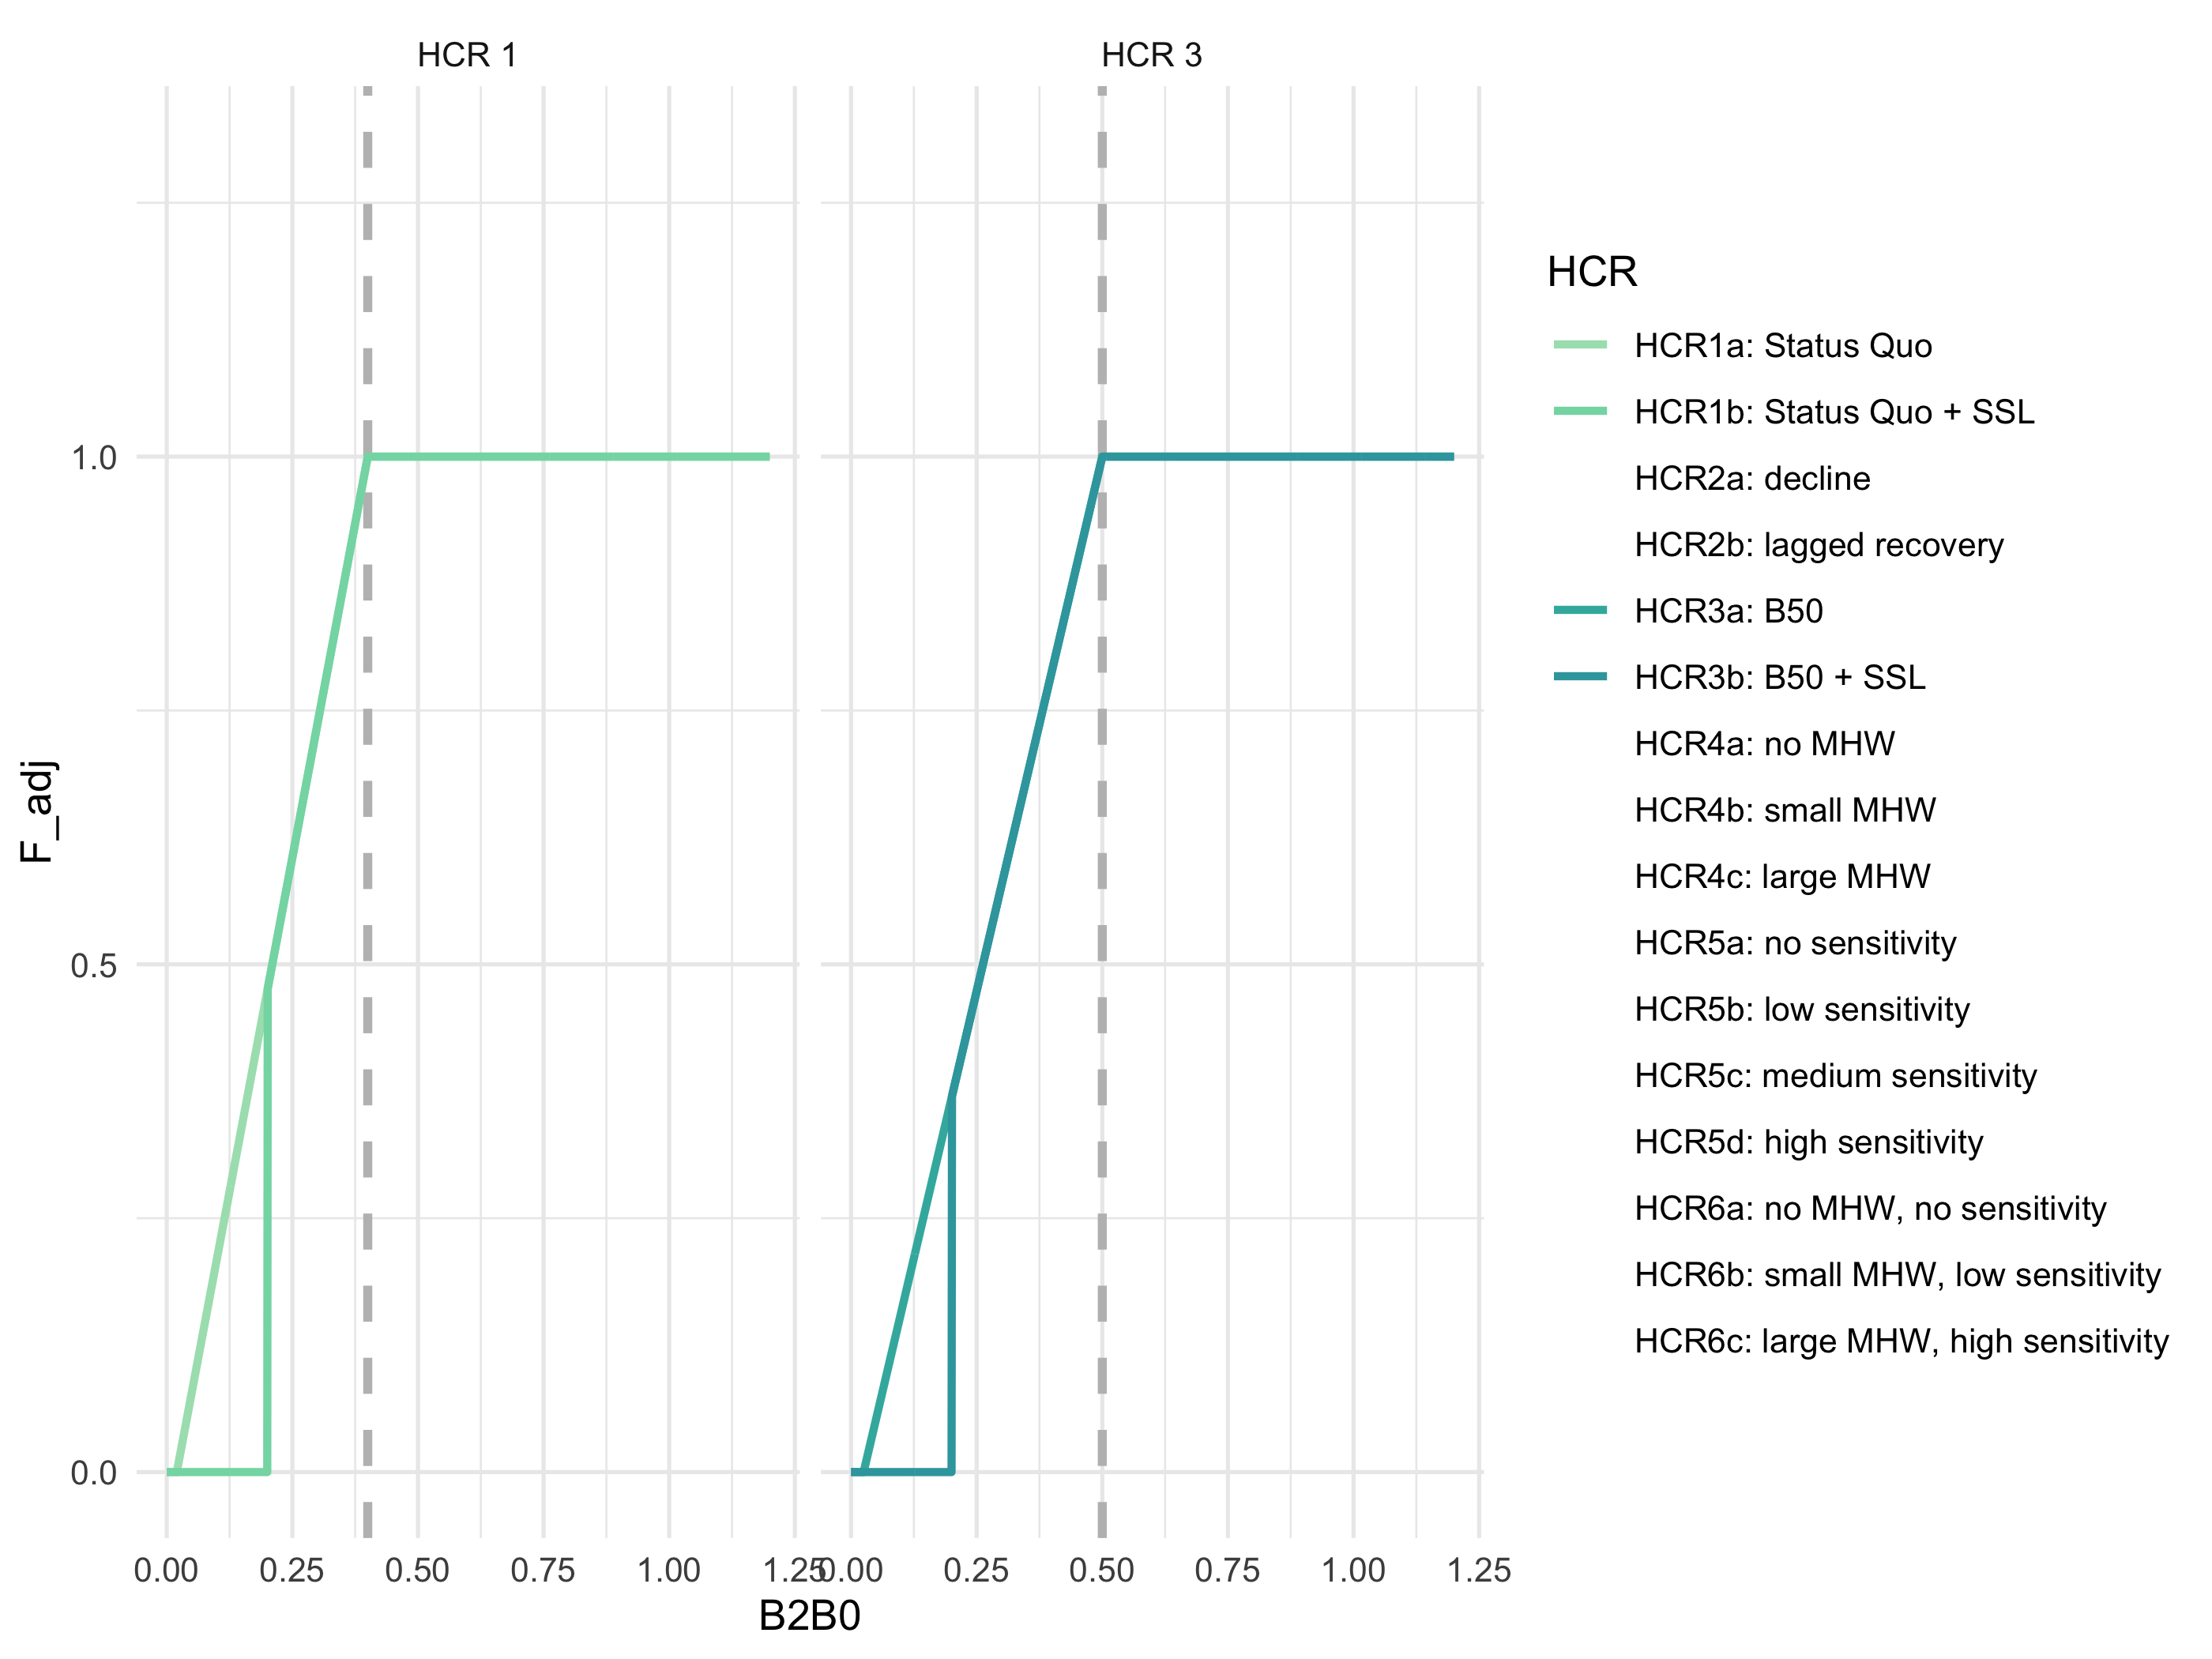 HCR 1
HCR 3
1.0
0.5
0.0
F_adj
0.00 0.25 0.50 0.75 1.00 1.25
0.00 0.25 0.50 0.75 1.00 1.25
B2B0
HCR
HCR1a: Status Quo
HCR1b: Status Quo + SSL
HCR2a: decline
HCR2b: lagged recovery
HCR3a: B50
HCR3b: B50 + SSL
HCR4a: no MHW
HCR4b: small MHW
HCR4c: large MHW
HCR5a: no sensitivity
HCR5b: low sensitivity
HCR5c: medium sensitivity
HCR5d: high sensitivity
HCR6a: no MHW, no sensitivity
HCR6b: small MHW, low sensitivity
HCR6c: large MHW, high sensitivity